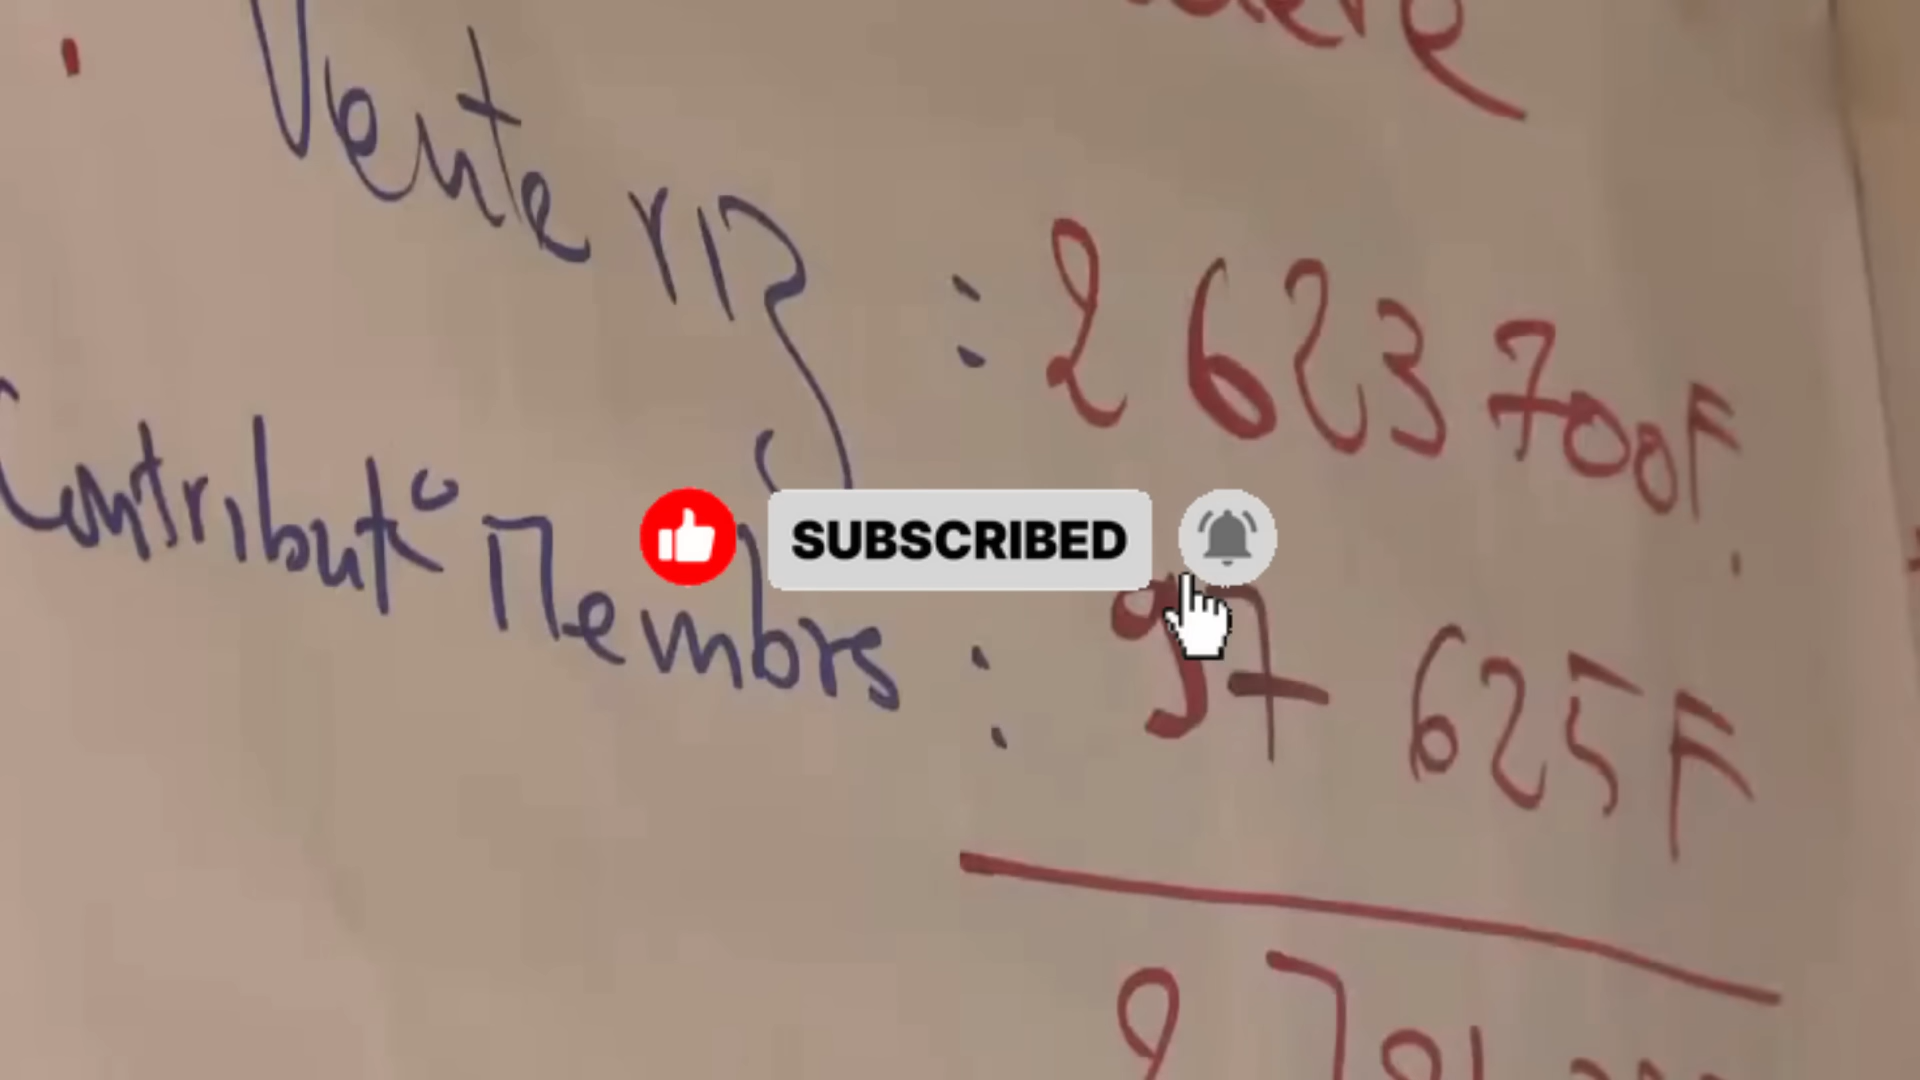 Vente riz : 2 623 700F
Contribut° Membrs : 97 625F
SUBSCRIBED